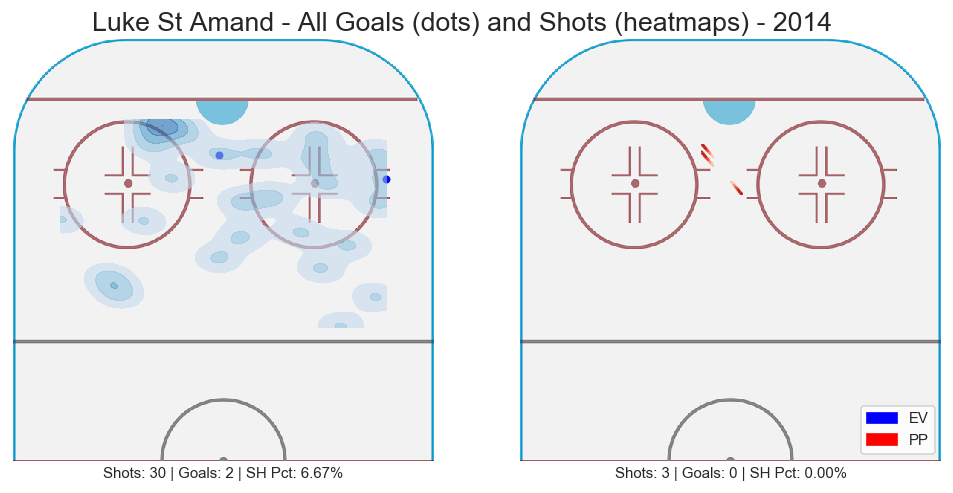 Luke St Amand - All Goals (dots) and Shots (heatmaps) - 2014
EV
PP
Shots: 30 | Goals: 2 | SH Pct: 6.67%
Shots: 3 | Goals: 0 | SH Pct: 0.00%